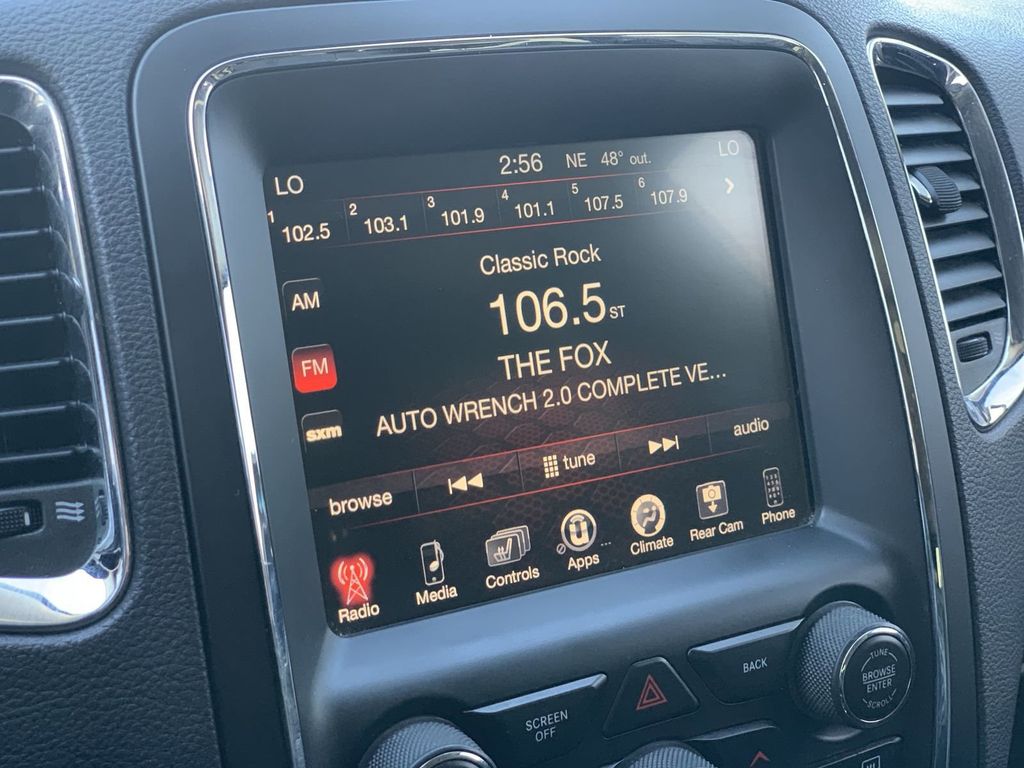 LO 2:56 NE 48° out. LO
1 102.5 2 103.1 3 101.9 4 101.1 5 107.5 6 107.9
Classic Rock
AM
106.5 ST
FM
THE FOX
AUTO WRENCH 2.0 COMPLETE VE...
sxm
browse tune audio
Radio Media Controls Apps Climate Rear Cam Phone
SCREEN
OFF
BACK
TUNE
BROWSE
ENTER
SCROLL